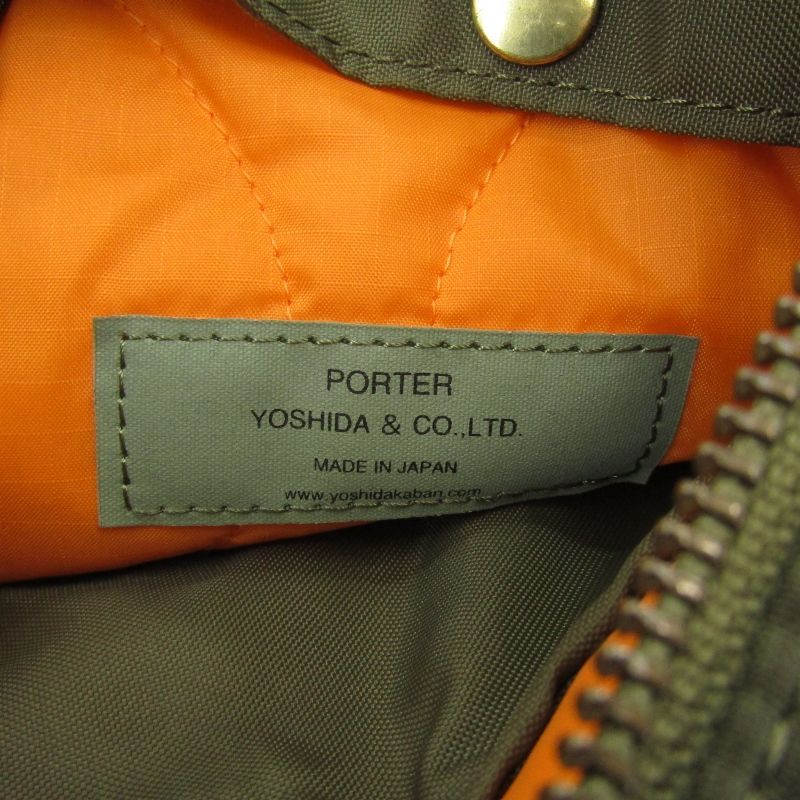 PORTER
YOSHIDA & CO.,LTD.
MADE IN JAPAN
www.yoshidakaban.com